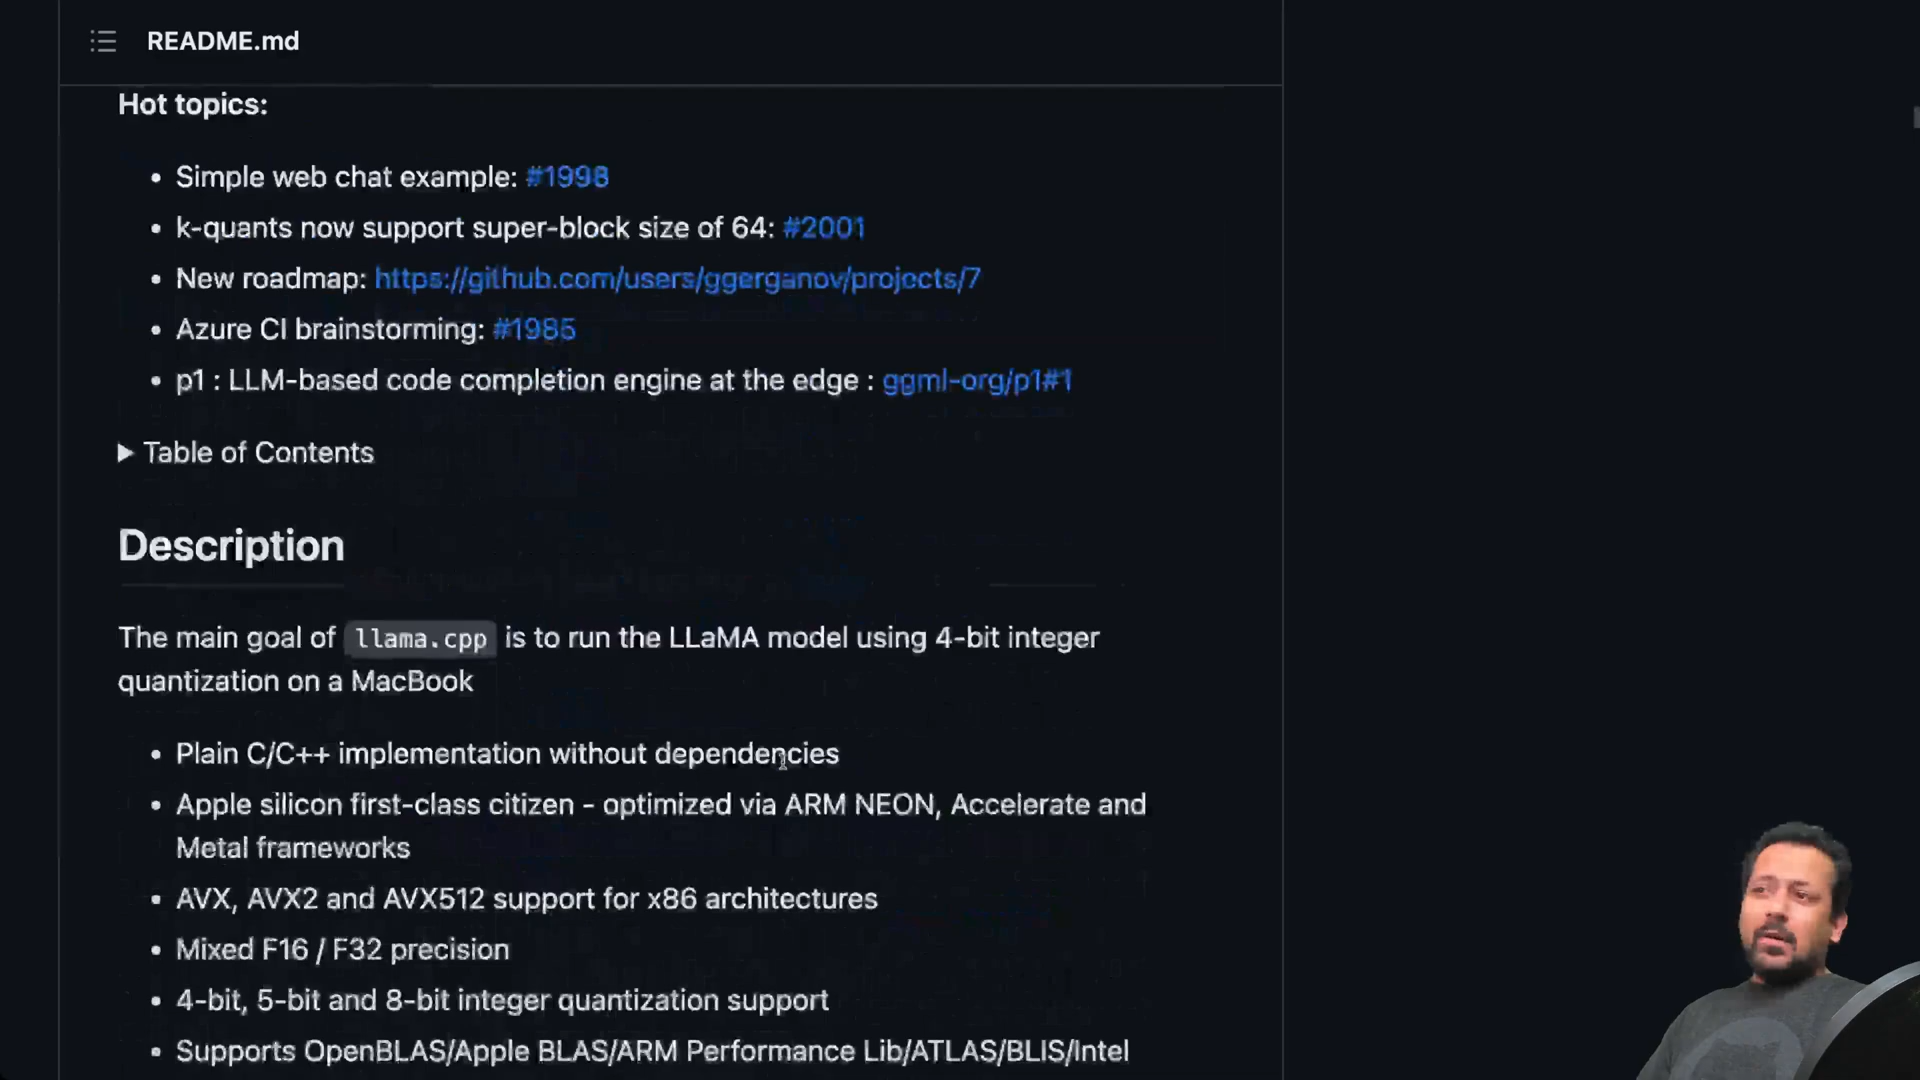 README.md
Hot topics:
Simple web chat example: #1998
k-quants now support super-block size of 64: #2001
New roadmap: https://github.com/users/ggerganov/projects/7
Azure CI brainstorming: #1985
p1 : LLM-based code completion engine at the edge : ggml-org/p1#1
Table of Contents
Description
The main goal of llama.cpp is to run the LLaMA model using 4-bit integer
quantization on a MacBook
Plain C/C++ implementation without dependencies
Apple silicon first-class citizen - optimized via ARM NEON, Accelerate and
Metal frameworks
AVX, AVX2 and AVX512 support for x86 architectures
Mixed F16 / F32 precision
4-bit, 5-bit and 8-bit integer quantization support
Supports OpenBLAS/Apple BLAS/ARM Performance Lib/ATLAS/BLIS/Intel